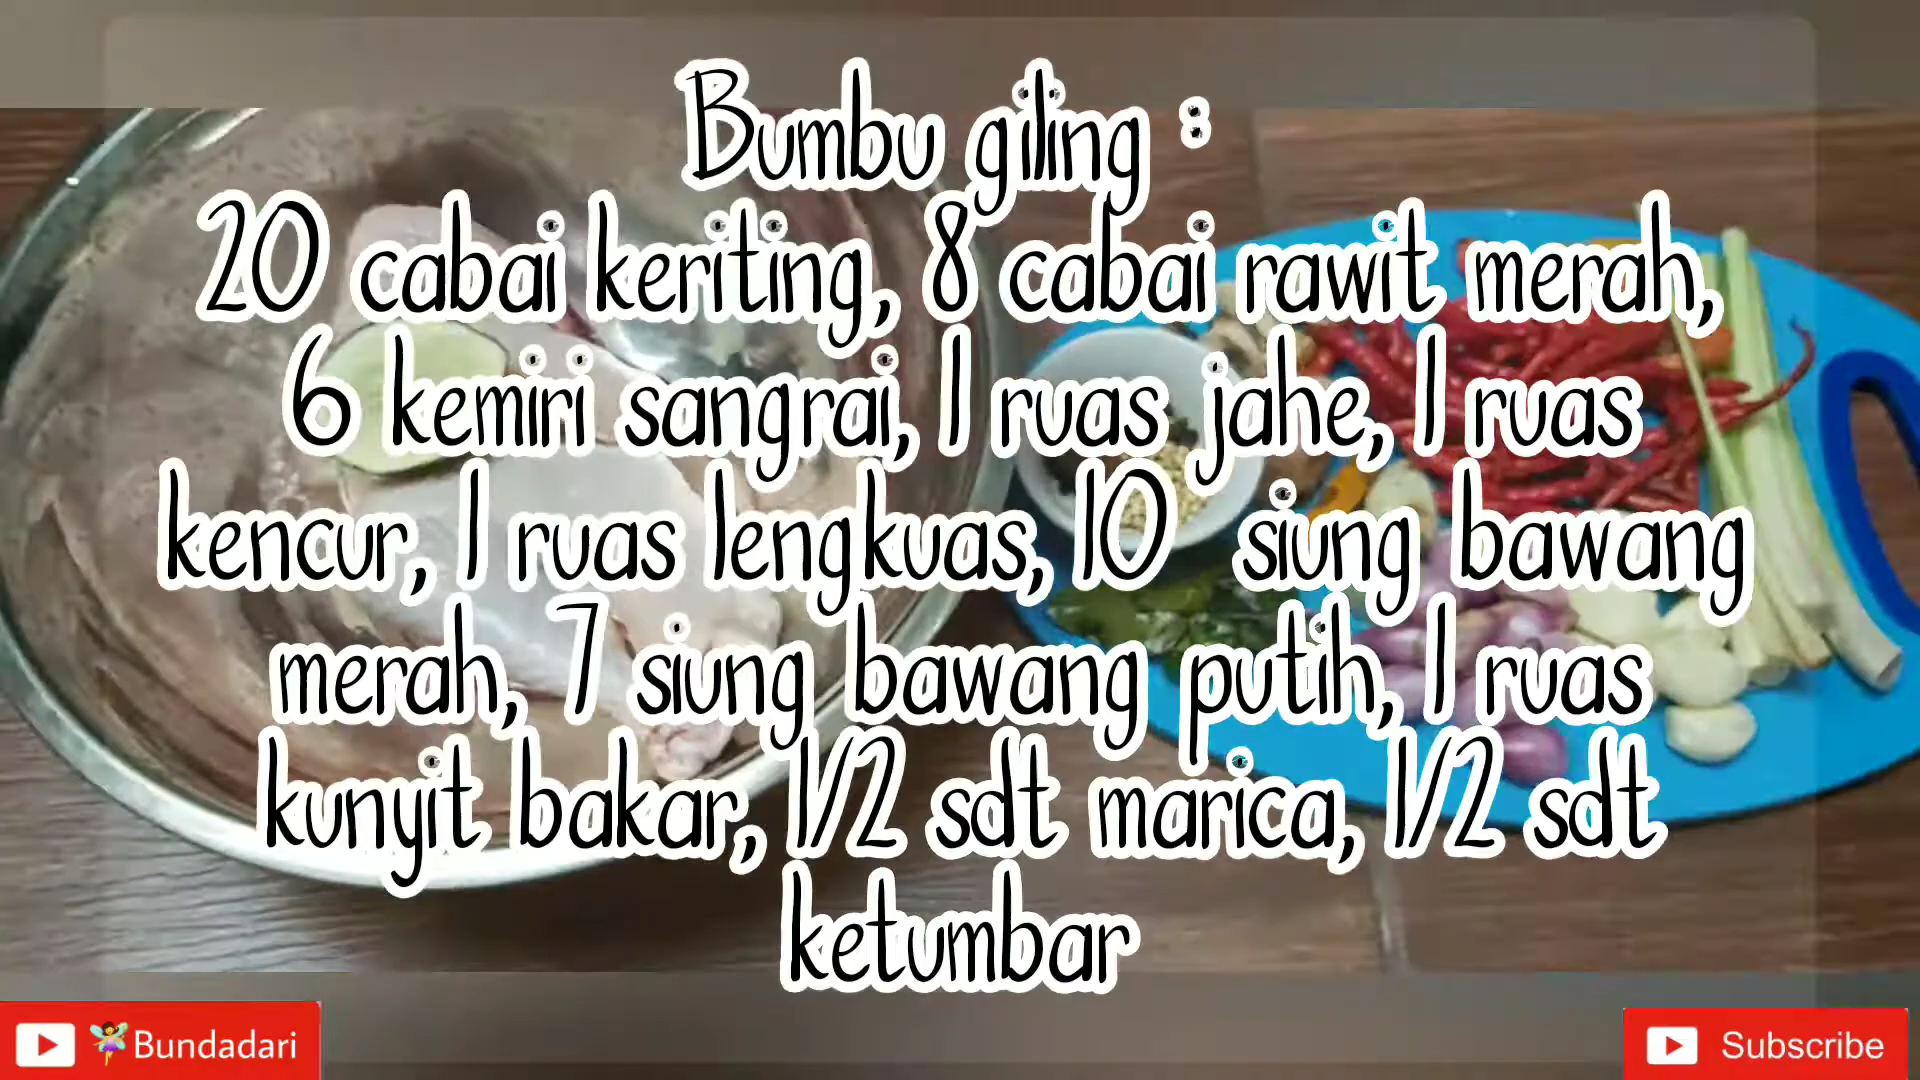 Bumbu giling :
20 cabai keriting, 8 cabai rawit merah,
6 kemiri sangrai, 1 ruas jahe, 1 ruas
kencur, 1 ruas lengkuas, 10 siung bawang
merah, 7 siung bawang putih, 1 ruas
kunyit bakar, 1/2 sdt marica, 1/2 sdt
ketumbar
Bundadari
Subscribe